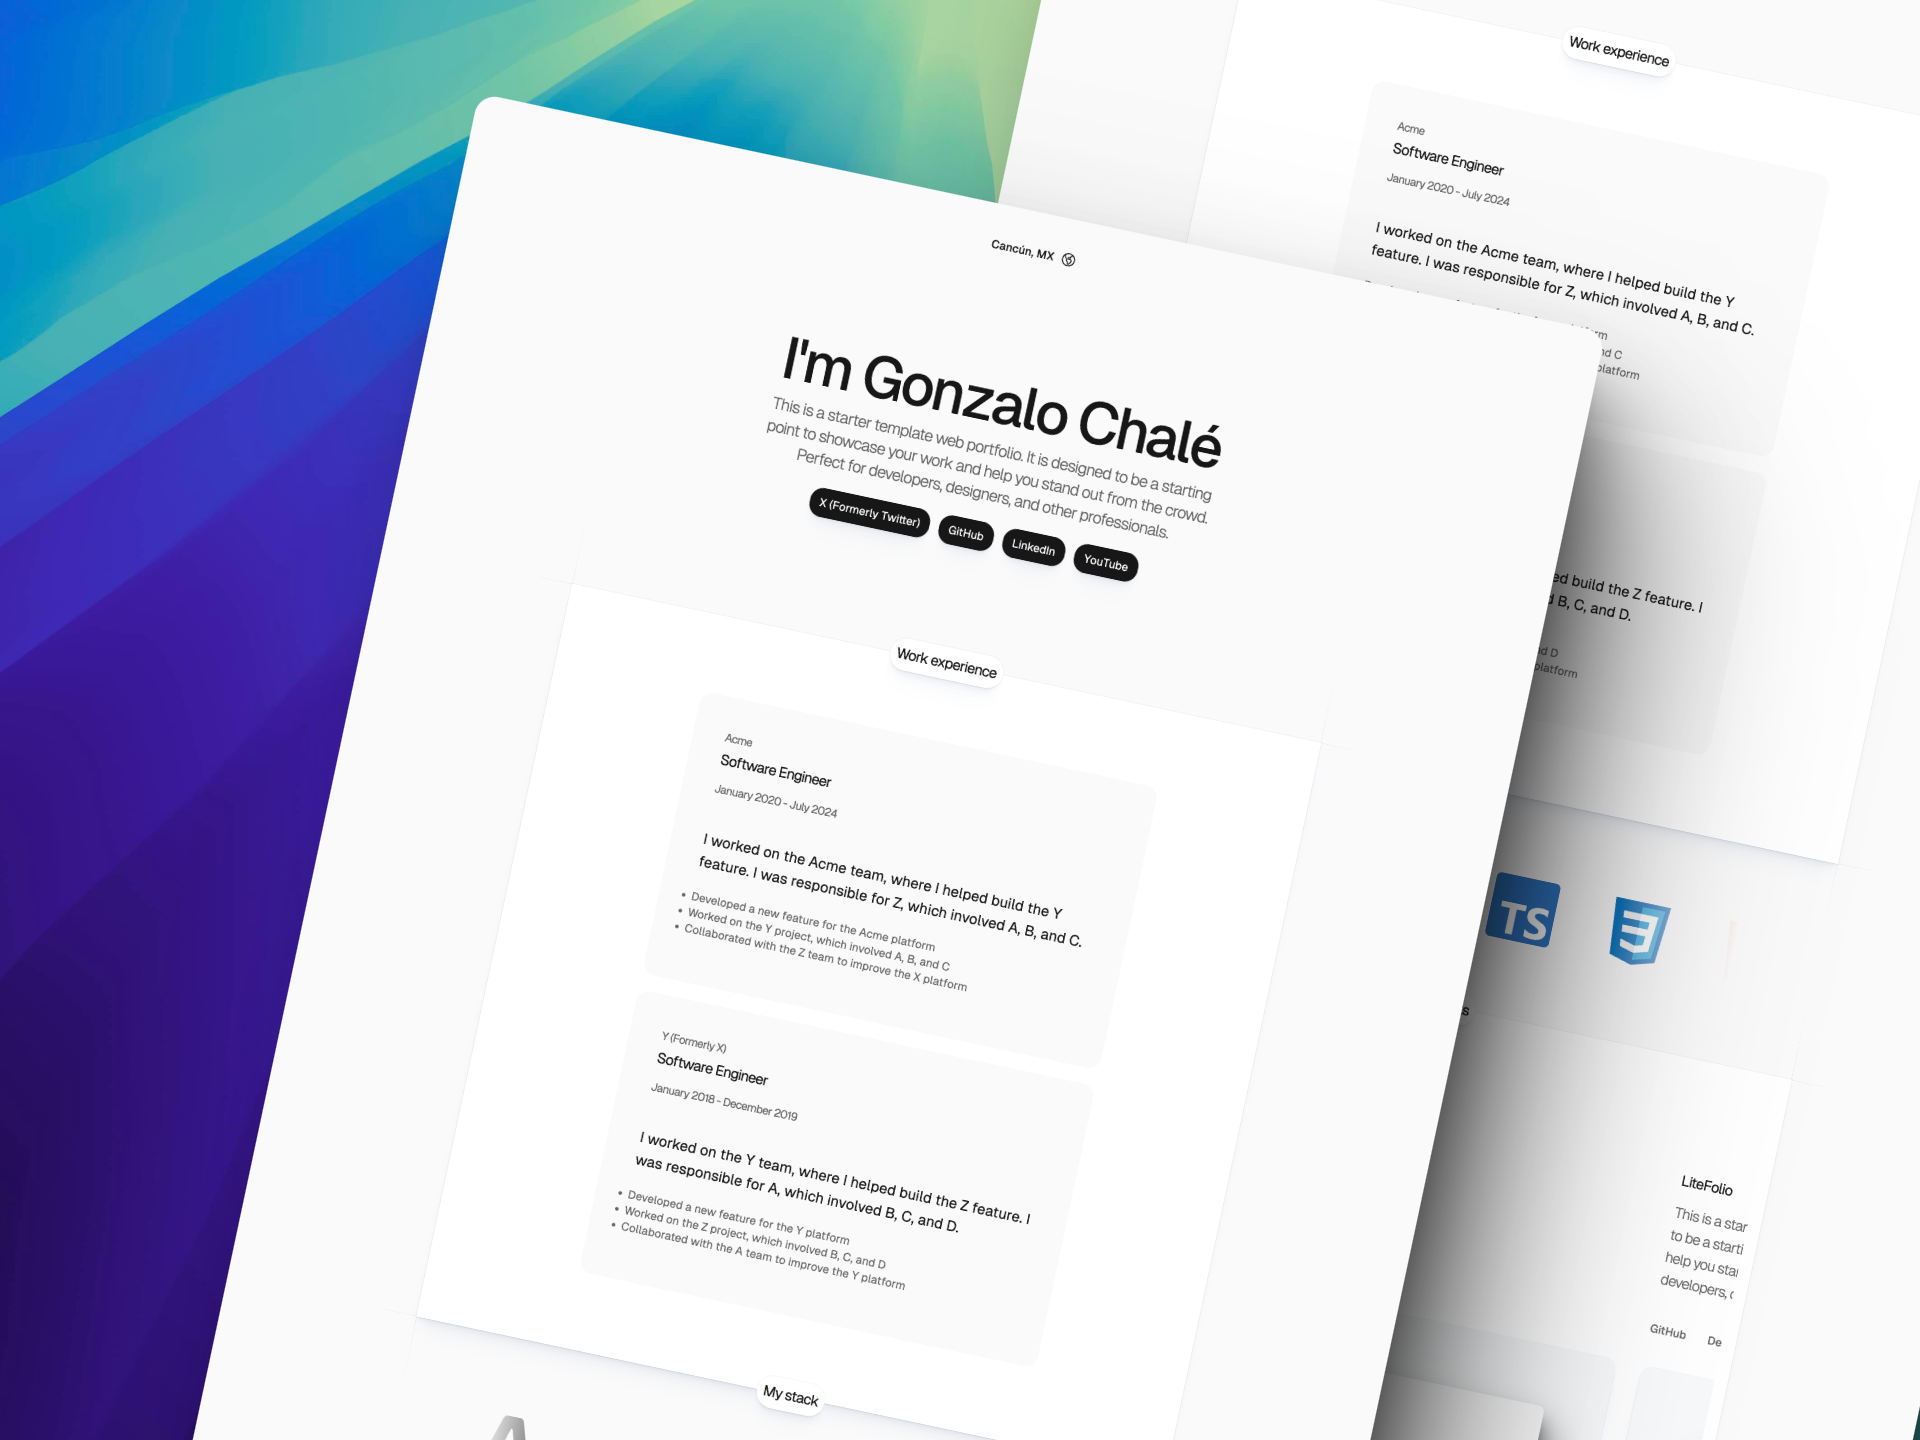 Cancún, MX
I'm Gonzalo Chalé
This is a starter template web portfolio. It is designed to be a starting
point to showcase your work and help you stand out from the crowd.
Perfect for developers, designers, and other professionals.
X (Formerly Twitter)
GitHub
LinkedIn
YouTube
Work experience
Acme
Software Engineer
January 2020 - July 2024
I worked on the Acme team, where I helped build the Y
feature. I was responsible for Z, which involved A, B, and C.
• Developed a new feature for the Acme platform
• Worked on the Y project, which involved A, B, and C
• Collaborated with the Z team to improve the X platform
Y (Formerly X)
Software Engineer
January 2018 - December 2019
I worked on the Y team, where I helped build the Z feature. I
was responsible for A, which involved B, C, and D.
• Developed a new feature for the Y platform
• Worked on the Z project, which involved B, C, and D
• Collaborated with the A team to improve the Y platform
My stack
Work experience
Acme
Software Engineer
January 2020 - July 2024
I worked on the Acme team, where I helped build the Y
feature. I was responsible for Z, which involved A, B, and C.
platform
build the Z feature. I
B, C, and D.
D
platform
TS
LiteFolio
This is a star
to be a starti
help you sta
developers,
GitHub
De